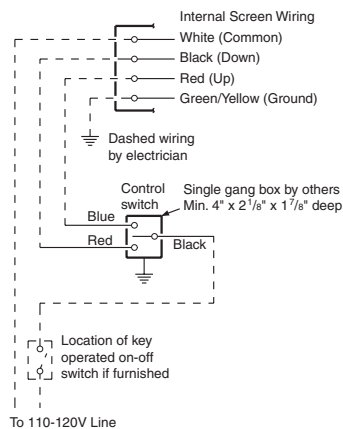 Internal Screen Wiring
White (Common)
Black (Down)
Red (Up)
Green/Yellow (Ground)
Dashed wiring
by electrician
Control
switch
Single gang box by others
Min. 4" x 2 1/8" x 1 7/8" deep
Blue
Red
Black
Location of key
operated on-off
switch if furnished
To 110-120V Line